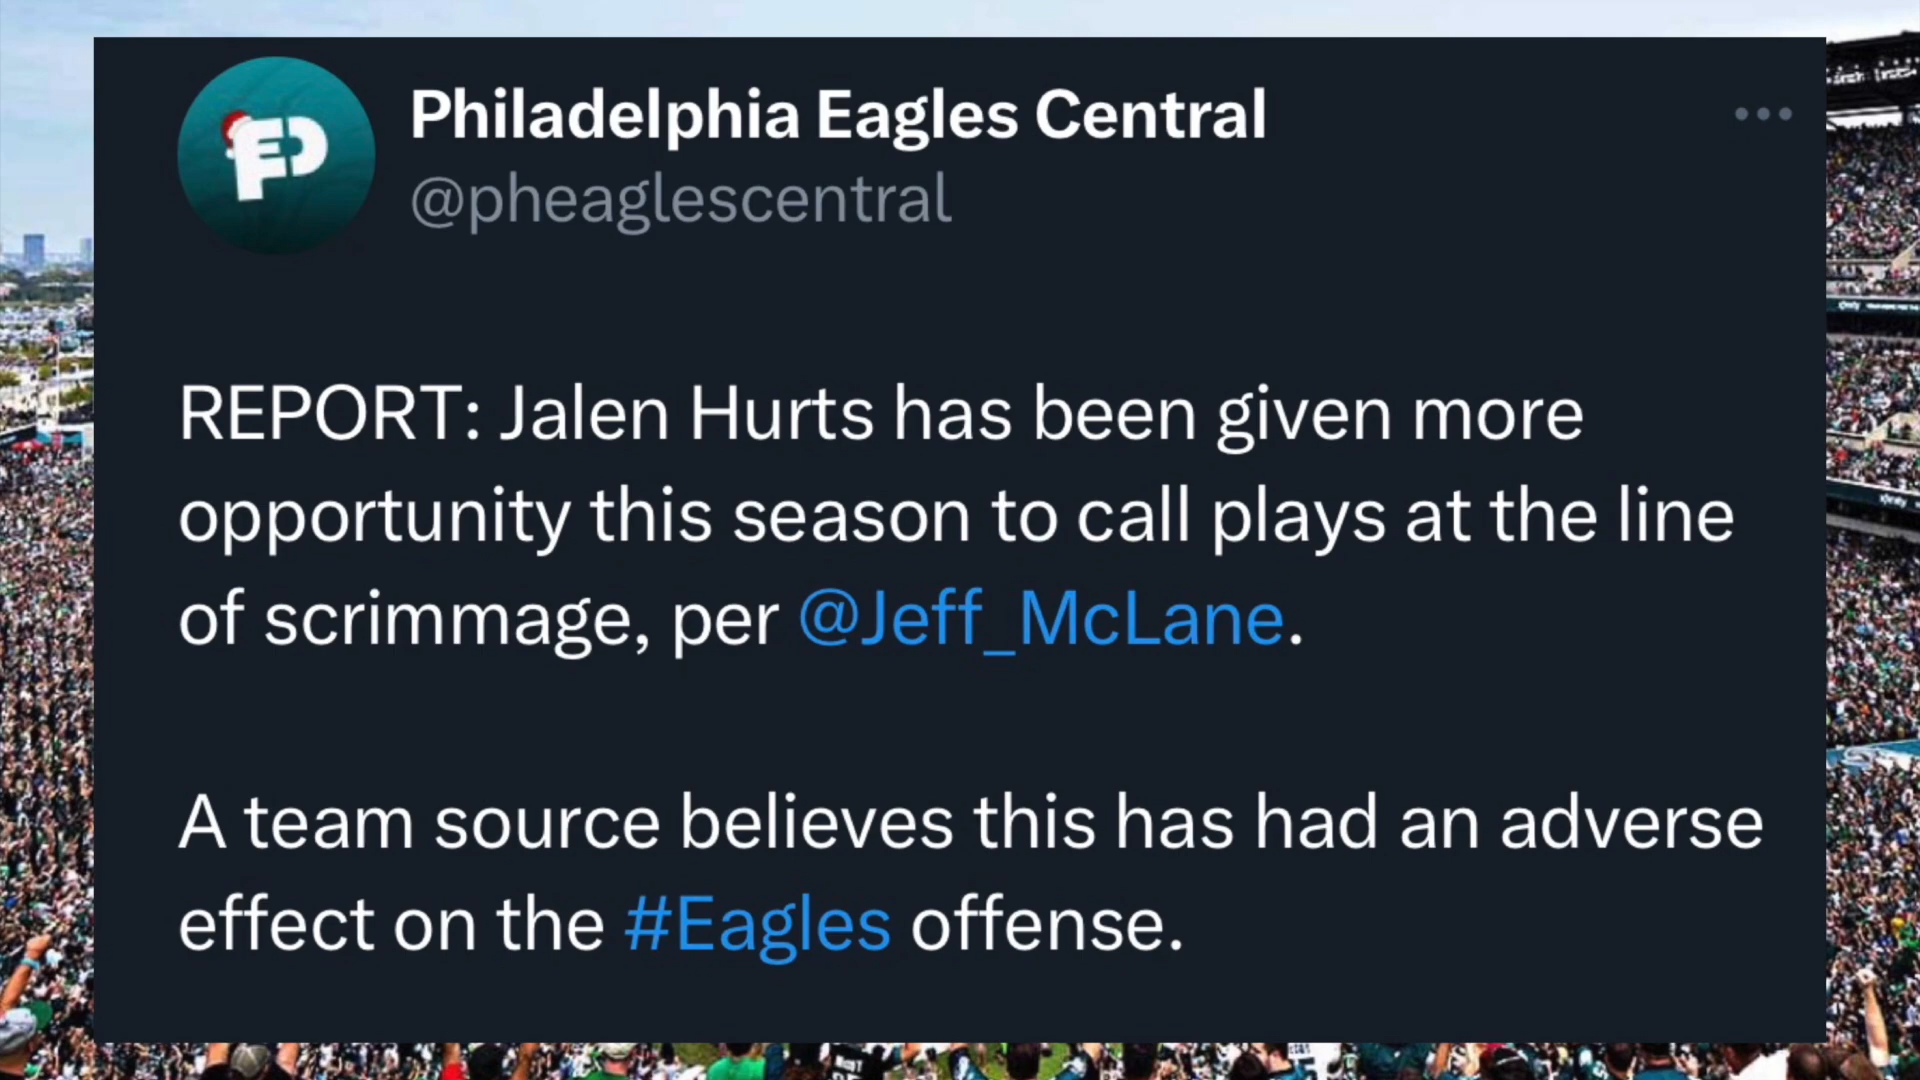 Philadelphia Eagles Central
@pheaglescentral
REPORT: Jalen Hurts has been given more
opportunity this season to call plays at the line
of scrimmage, per @Jeff_McLane.
A team source believes this has had an adverse
effect on the #Eagles offense.